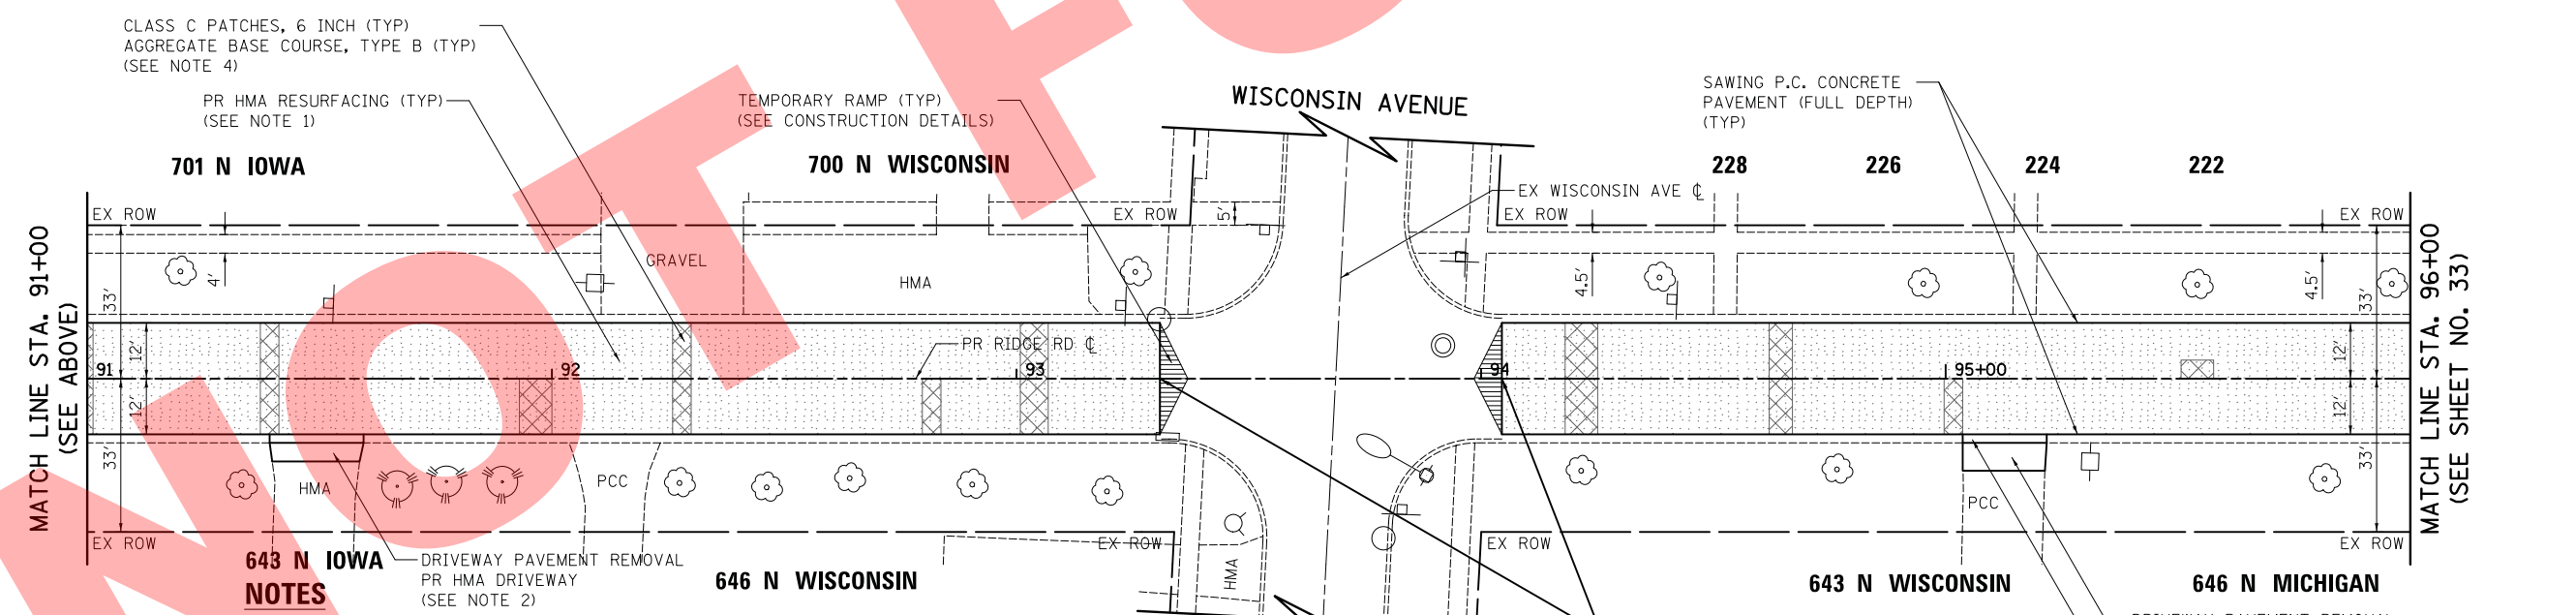 CLASS C PATCHES, 6 INCH (TYP)
AGGREGATE BASE COURSE, TYPE B (TYP)
(SEE NOTE 4)
PR HMA RESURFACING (TYP)
(SEE NOTE 1)
TEMPORARY RAMP (TYP)
(SEE CONSTRUCTION DETAILS)
WISCONSIN AVENUE
SAWING P.C. CONCRETE
PAVEMENT (FULL DEPTH)
(TYP)
701 N IOWA
700 N WISCONSIN
228
226
224
222
EX WISCONSIN AVE ℄
EX ROW
EX ROW
EX ROW
EX ROW
5'
MATCH LINE STA. 91+00
(SEE ABOVE)
33'
4'
GRAVEL
HMA
4.5'
4.5'
33'
MATCH LINE STA. 96+00
(SEE SHEET NO. 33)
12'
PR RIDGE RD ℄
12'
91
92
93
94
95+00
12'
12'
33'
HMA
PCC
PCC
33'
EX ROW
EX ROW
EX ROW
EX ROW
HMA
643 N IOWA
NOTES
DRIVEWAY PAVEMENT REMOVAL
PR HMA DRIVEWAY
(SEE NOTE 2)
646 N WISCONSIN
643 N WISCONSIN
646 N MICHIGAN
DRIVEWAY PAVEMENT REMOVAL
NOT